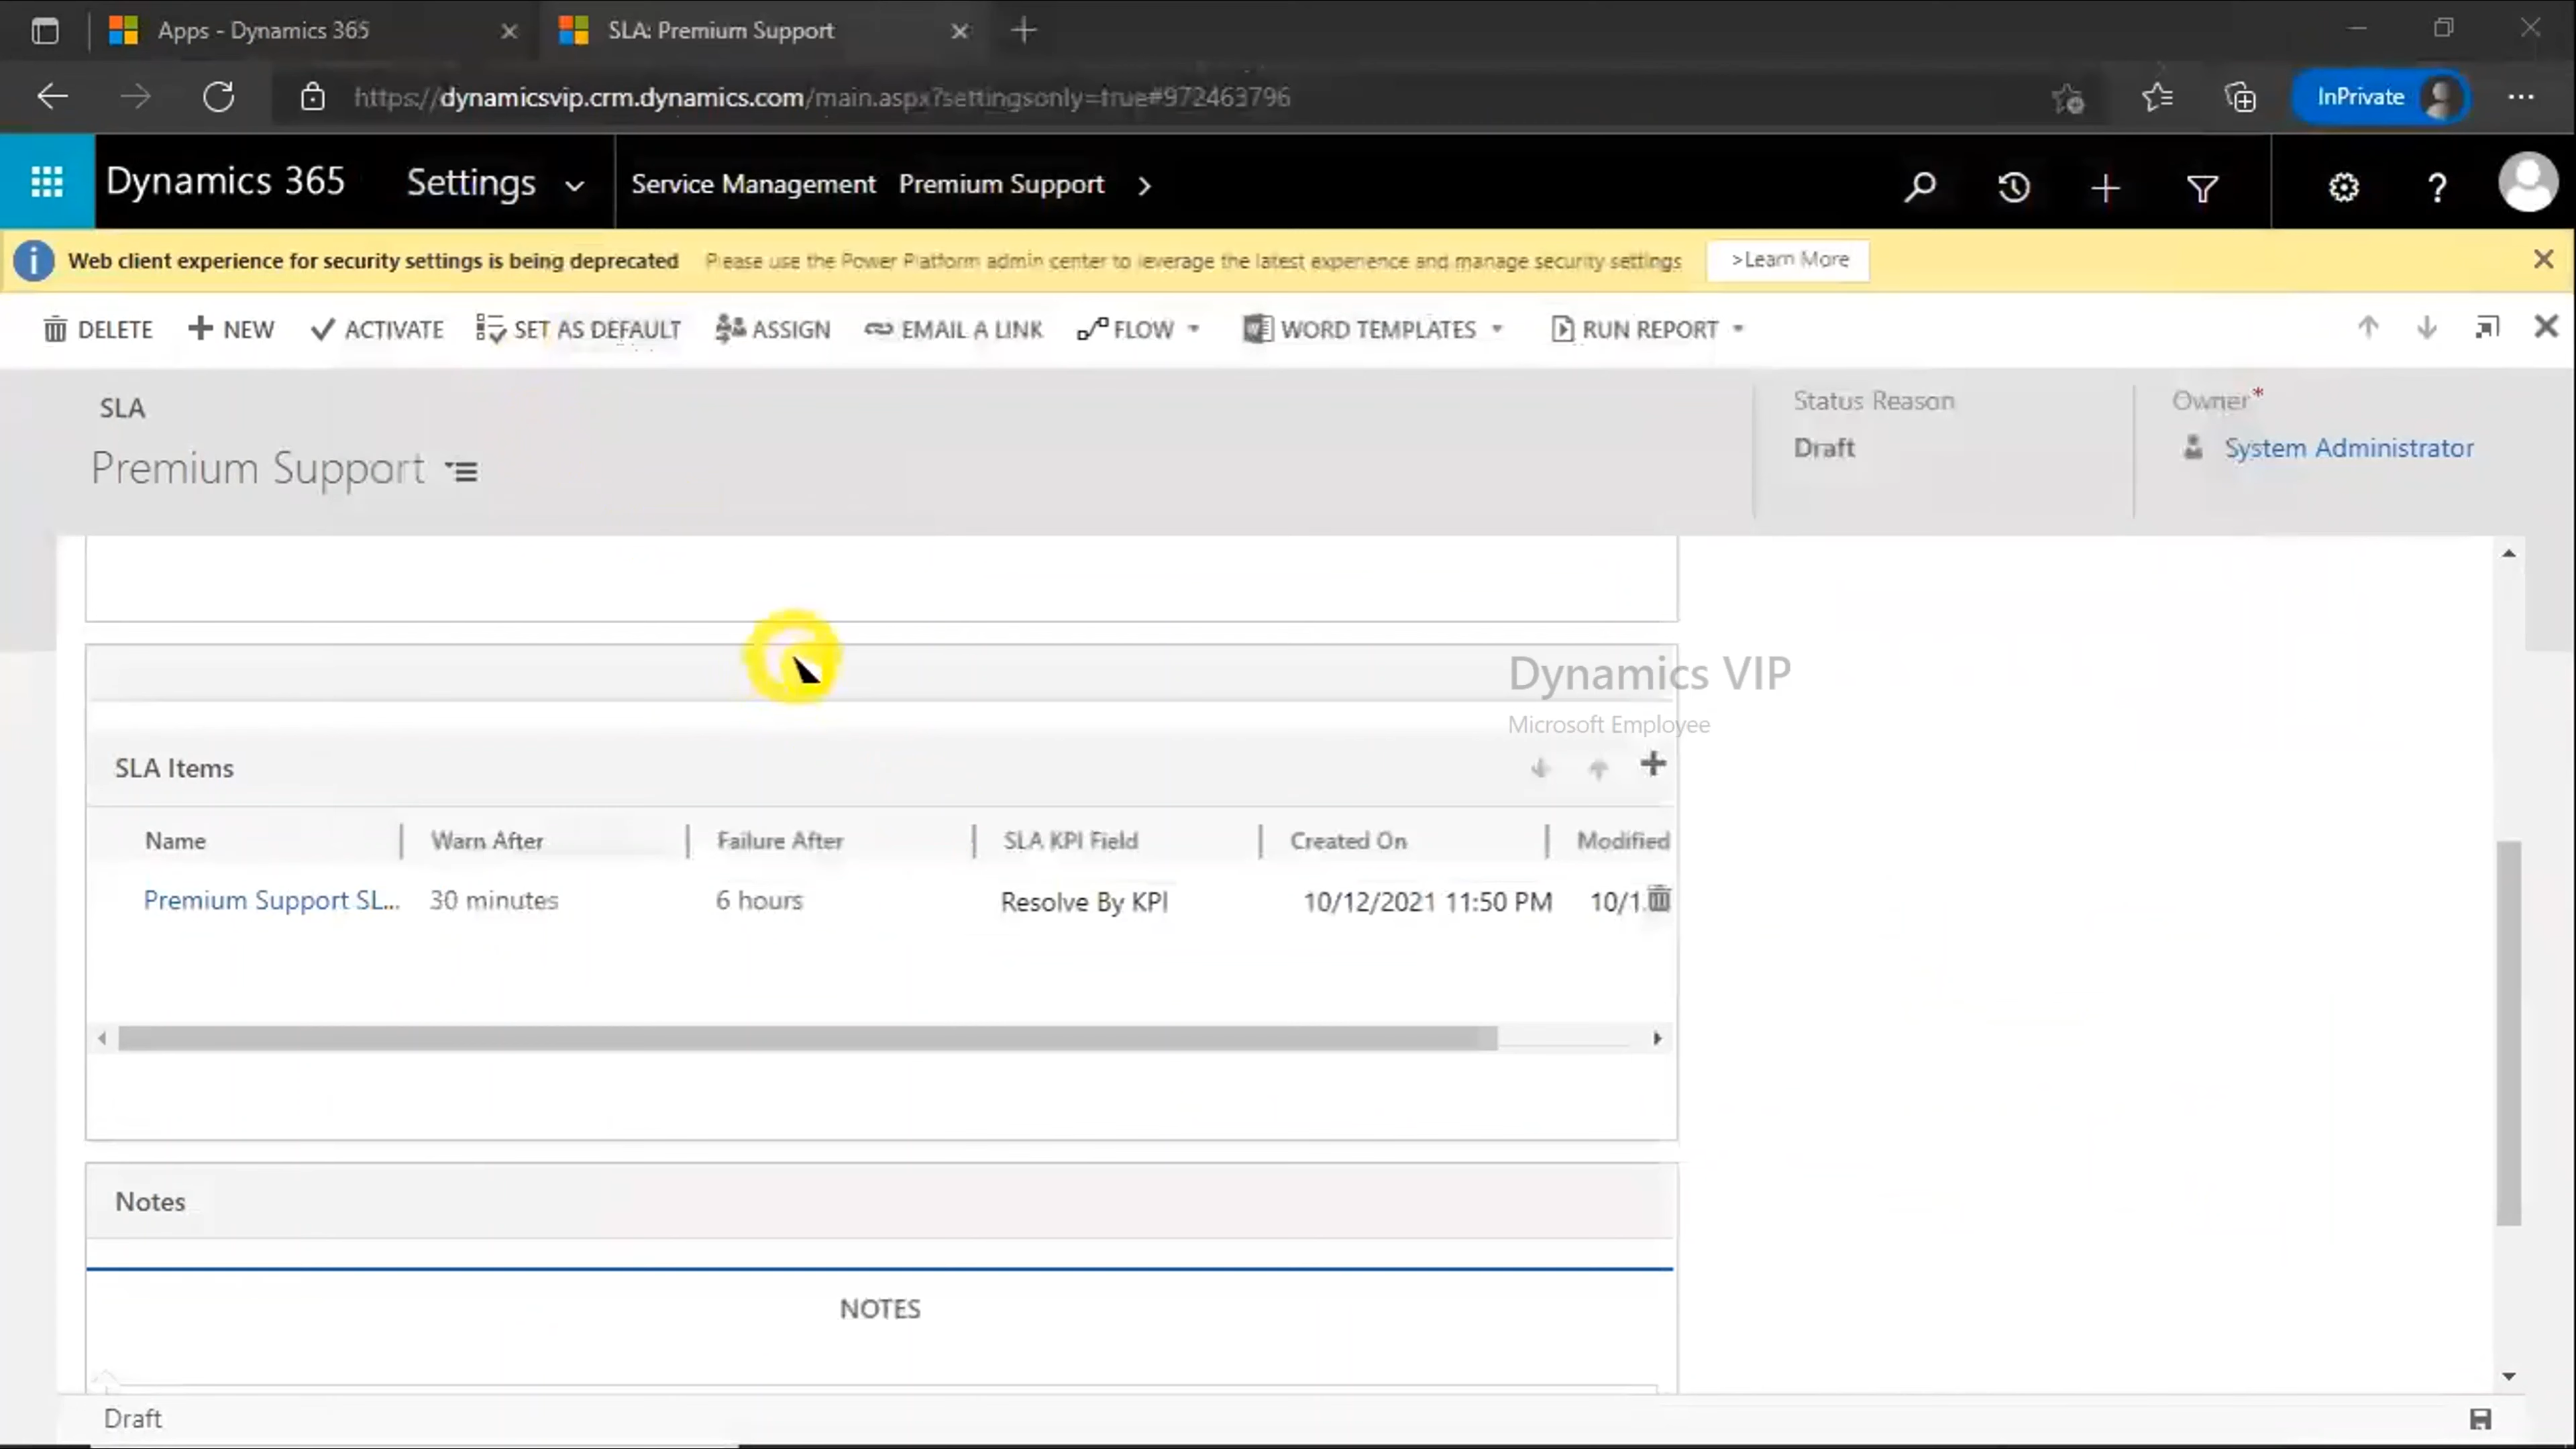 Apps - Dynamics 365
SLA: Premium Support
https://dynamicsvip.crm.dynamics.com/main.aspx?settingsonly=true#972463796
InPrivate
Dynamics 365
Settings
Service Management
Premium Support
Web client experience for security settings is being deprecated
Please use the Power Platform admin center to leverage the latest experience and manage security settings
>Learn More
DELETE
NEW
ACTIVATE
SET AS DEFAULT
ASSIGN
EMAIL A LINK
FLOW
WORD TEMPLATES
RUN REPORT
SLA
Premium Support
Status Reason
Draft
Owner*
System Administrator
Dynamics VIP
Microsoft Employee
SLA Items
Name
Warn After
Failure After
SLA KPI Field
Created On
Modified
Premium Support SL...
30 minutes
6 hours
Resolve By KPI
10/12/2021 11:50 PM
10/1.
Notes
NOTES
Draft